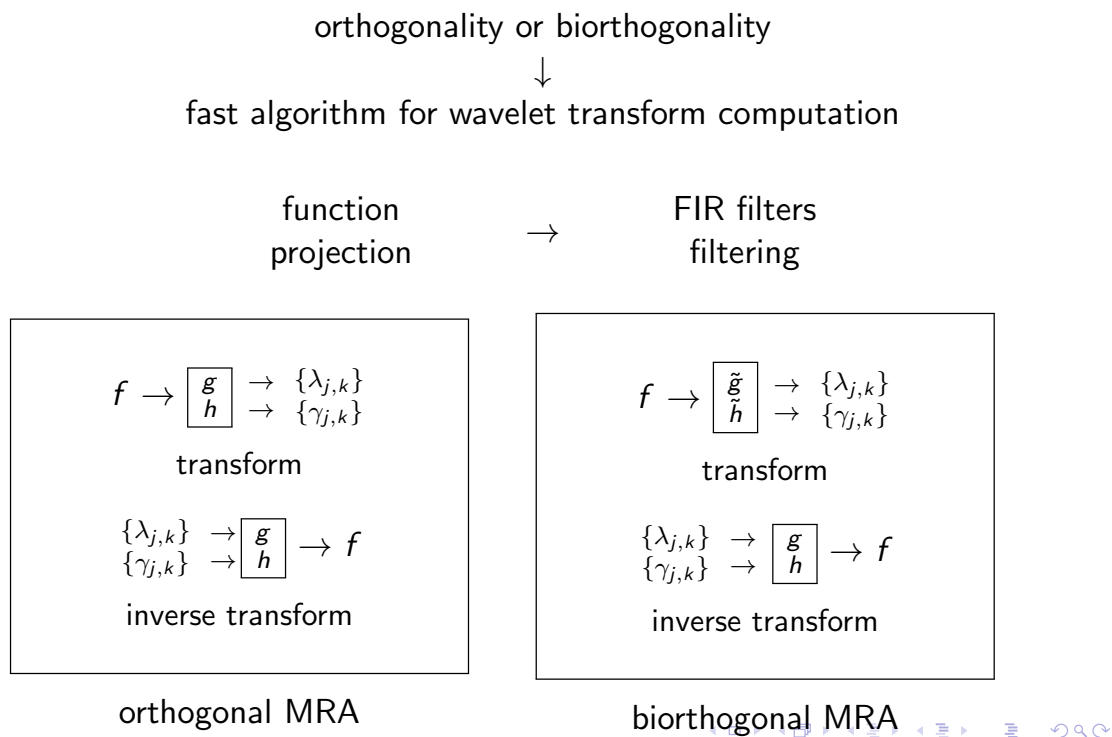 orthogonality or biorthogonality
↓
fast algorithm for wavelet transform computation
function → FIR filters
projection filtering
f → g → {λj,k}
h → {γj,k}
transform
{λj,k} → g → f
{γj,k} → h
inverse transform
orthogonal MRA
f → g̃ → {λj,k}
h̃ → {γj,k}
transform
{λj,k} → g → f
{γj,k} → h
inverse transform
biorthogonal MRA